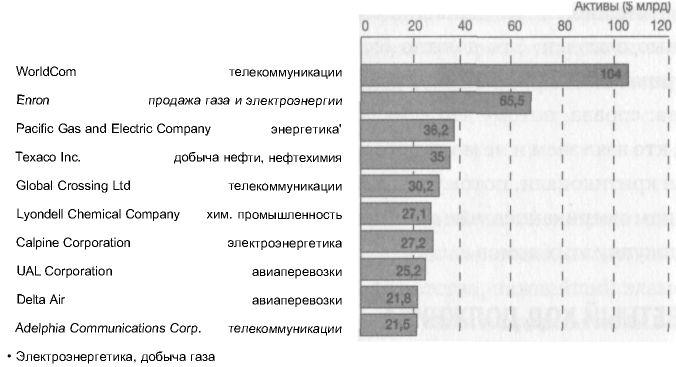 Активы ($ млрд)
0 20 40 60 80 100 120
WorldCom телекоммуникации 104
Enron продажа газа и электроэнергии 65,5
Pacific Gas and Electric Company энергетика' 36,2
Texaco Inc. добыча нефти, нефтехимия 35
Global Crossing Ltd телекоммуникации 30,2
Lyondell Chemical Company хим. промышленность 27,1
Calpine Corporation электроэнергетика 27,2
UAL Corporation авиаперевозки 25,2
Delta Air авиаперевозки 21,8
Adelphia Communications Corp. телекоммуникации 21,5
• Электроэнергетика, добыча газа